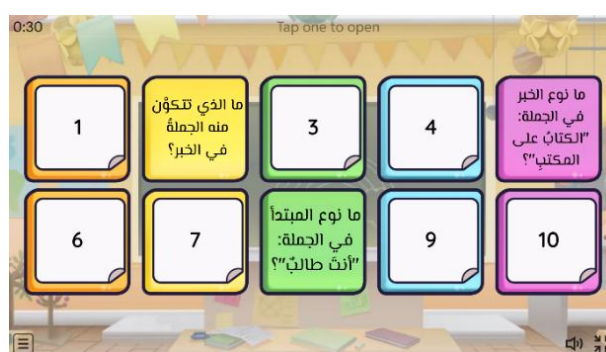 0:30
Tap one to open
1
ما الذي تتكوَّن
منه الجملةُ
في الخبر؟
3
4
ما نوع الخبر
في الجملة:
"الكتابُ على
المكتبِ"؟
6
7
ما نوع المبتدأ
في الجملة:
"أنتَ طالبٌ"؟
9
10